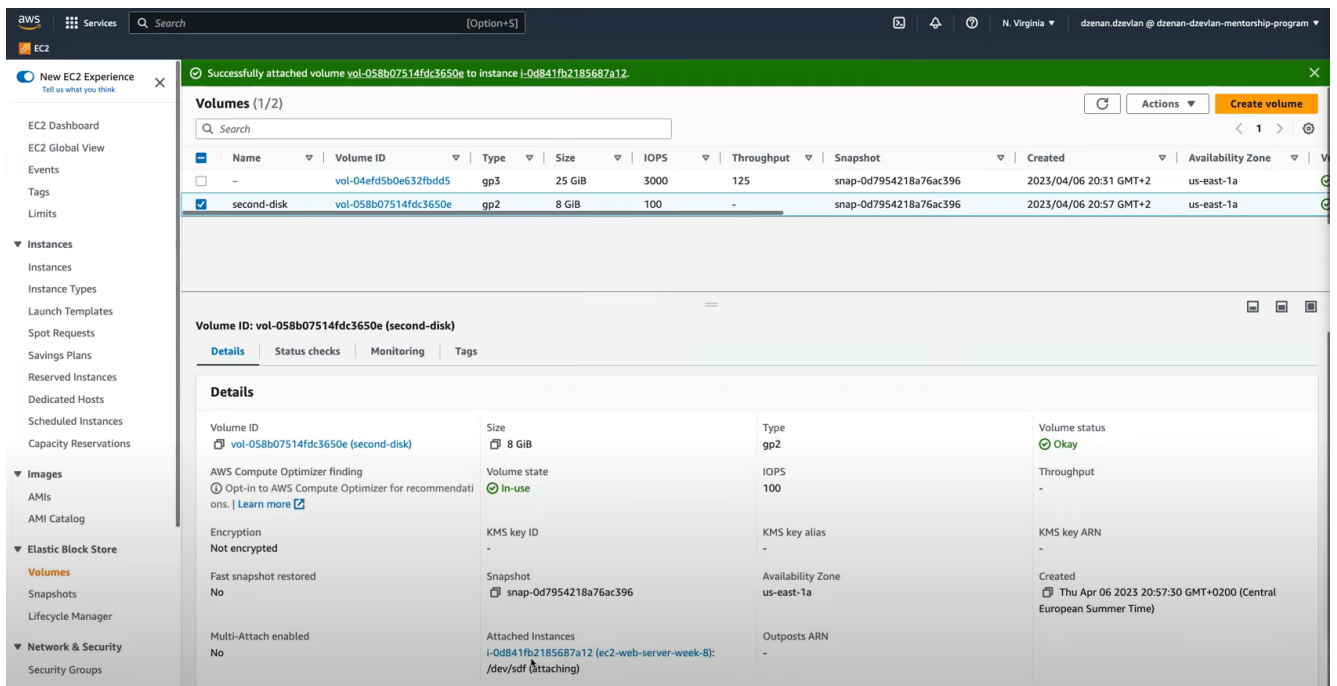 aws
Services
Search
[Option+S]
N. Virginia
dzenan.dzevlan @ dzenan-dzevlan-mentorship-program
EC2
New EC2 Experience
Tell us what you think
EC2 Dashboard
EC2 Global View
Events
Tags
Limits
Instances
Instances
Instance Types
Launch Templates
Spot Requests
Savings Plans
Reserved Instances
Dedicated Hosts
Scheduled Instances
Capacity Reservations
Images
AMIs
AMI Catalog
Elastic Block Store
Volumes
Snapshots
Lifecycle Manager
Network & Security
Security Groups
Successfully attached volume vol-058b07514fdc3650e to instance i-0d841fb2185687a12.
Volumes (1/2)
Actions
Create volume
Search
1
Name Volume ID Type Size IOPS Throughput Snapshot Created Availability Zone
- vol-04efd5b0e632fbdd5 gp3 25 GiB 3000 125 snap-0d7954218a76ac396 2023/04/06 20:31 GMT+2 us-east-1a
second-disk vol-058b07514fdc3650e gp2 8 GiB 100 - snap-0d7954218a76ac396 2023/04/06 20:57 GMT+2 us-east-1a
Volume ID: vol-058b07514fdc3650e (second-disk)
Details Status checks Monitoring Tags
Details
Volume ID
vol-058b07514fdc3650e (second-disk)
Size
8 GiB
Type
gp2
Volume status
Okay
AWS Compute Optimizer finding
Opt-in to AWS Compute Optimizer for recommendati
ons. | Learn more
Volume state
In-use
IOPS
100
Throughput
-
Encryption
Not encrypted
KMS key ID
-
KMS key alias
-
KMS key ARN
-
Fast snapshot restored
No
Snapshot
snap-0d7954218a76ac396
Availability Zone
us-east-1a
Created
Thu Apr 06 2023 20:57:30 GMT+0200 (Central
European Summer Time)
Multi-Attach enabled
No
Attached Instances
i-0d841fb2185687a12 (ec2-web-server-week-8):
/dev/sdf (attaching)
Outposts ARN
-